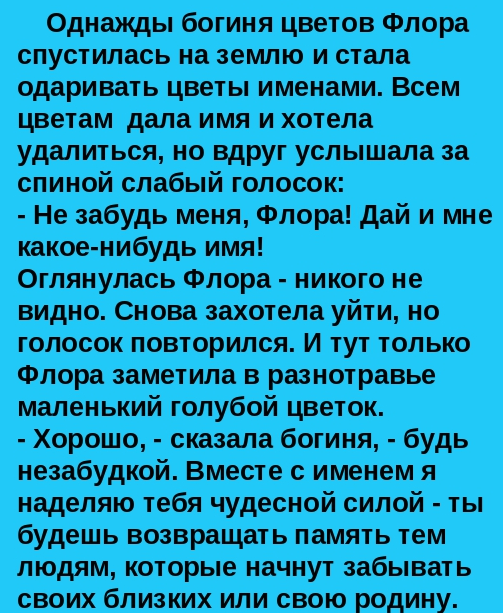 Однажды богиня цветов Флора
спустилась на землю и стала
одаривать цветы именами. Всем
цветам  дала имя и хотела
удалиться, но вдруг услышала за
спиной слабый голосок:
- Не забудь меня, Флора! Дай и мне
какое-нибудь имя!
Оглянулась Флора - никого не
видно. Снова захотела уйти, но
голосок повторился. И тут только
Флора заметила в разнотравье
маленький голубой цветок.
- Хорошо, - сказала богиня, - будь
незабудкой. Вместе с именем я
наделяю тебя чудесной силой - ты
будешь возвращать память тем
людям, которые начнут забывать
своих близких или свою родину.